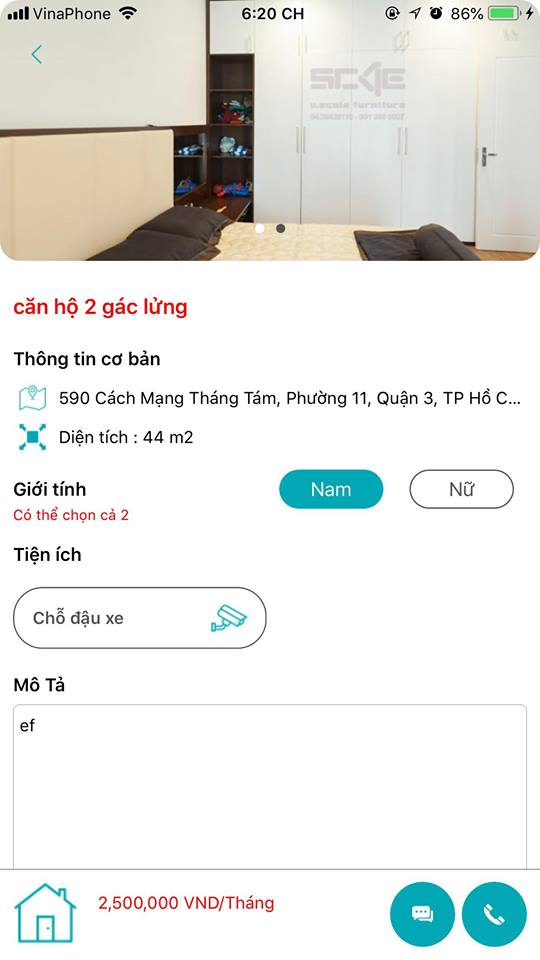 VinaPhone 6:20 CH 86%
căn hộ 2 gác lửng
Thông tin cơ bản
590 Cách Mạng Tháng Tám, Phường 11, Quận 3, TP Hồ C...
Diện tích : 44 m2
Giới tính
Nam
Nữ
Có thể chọn cả 2
Tiện ích
Chỗ đậu xe
Mô Tả
ef
2,500,000 VND/Tháng